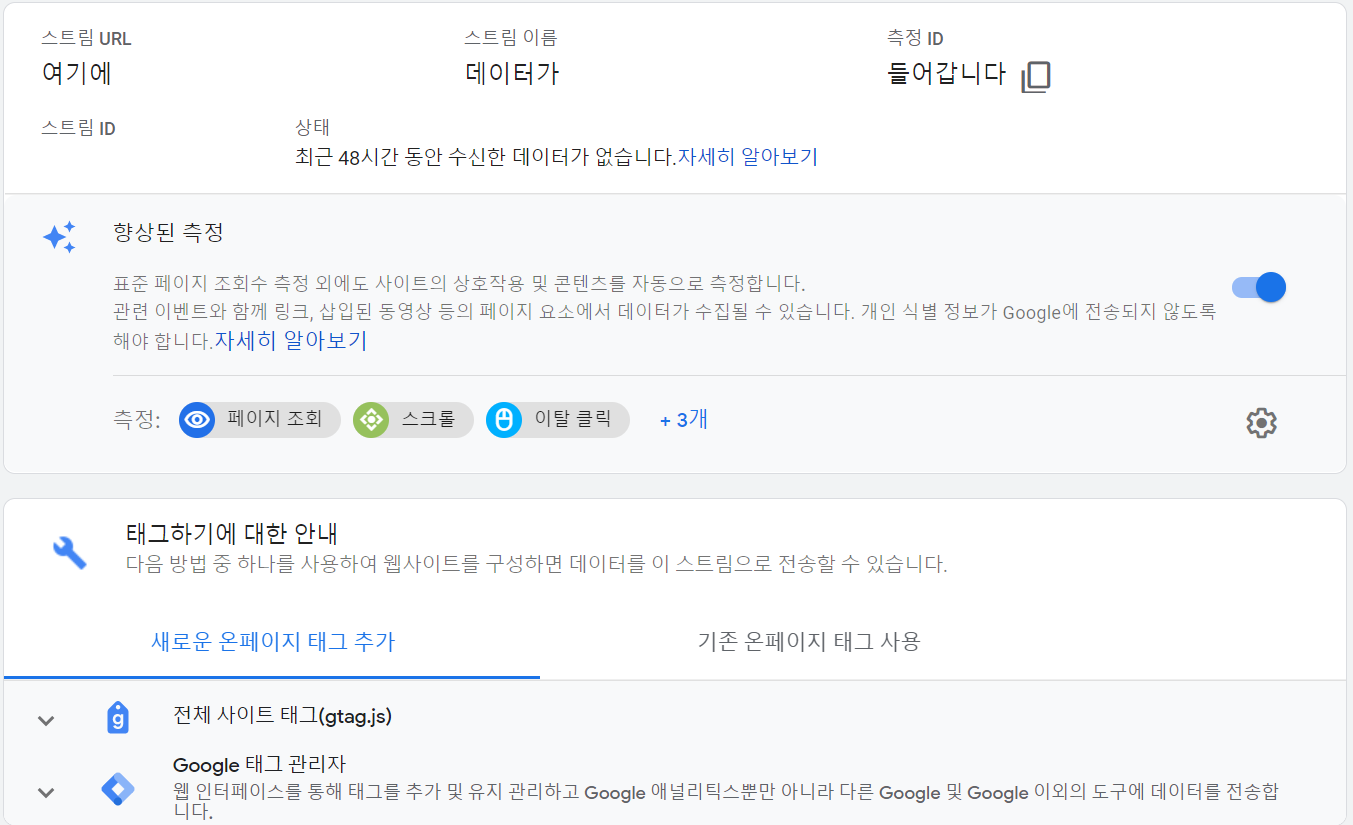 스트림 URL 스트림 이름 측정 ID
여기에 데이터가 들어갑니다
스트림 ID 상태
최근 48시간 동안 수신한 데이터가 없습니다.자세히 알아보기
향상된 측정
표준 페이지 조회수 측정 외에도 사이트의 상호작용 및 콘텐츠를 자동으로 측정합니다.
관련 이벤트와 함께 링크, 삽입된 동영상 등의 페이지 요소에서 데이터가 수집될 수 있습니다. 개인 식별 정보가 Google에 전송되지 않도록
해야 합니다.자세히 알아보기
측정: 페이지 조회 스크롤 이탈 클릭 + 3개
태그하기에 대한 안내
다음 방법 중 하나를 사용하여 웹사이트를 구성하면 데이터를 이 스트림으로 전송할 수 있습니다.
새로운 온페이지 태그 추가 기존 온페이지 태그 사용
g 전체 사이트 태그(gtag.js)
Google 태그 관리자
웹 인터페이스를 통해 태그를 추가 및 유지 관리하고 Google 애널리틱스뿐만 아니라 다른 Google 및 Google 이외의 도구에 데이터를 전송합
니다.